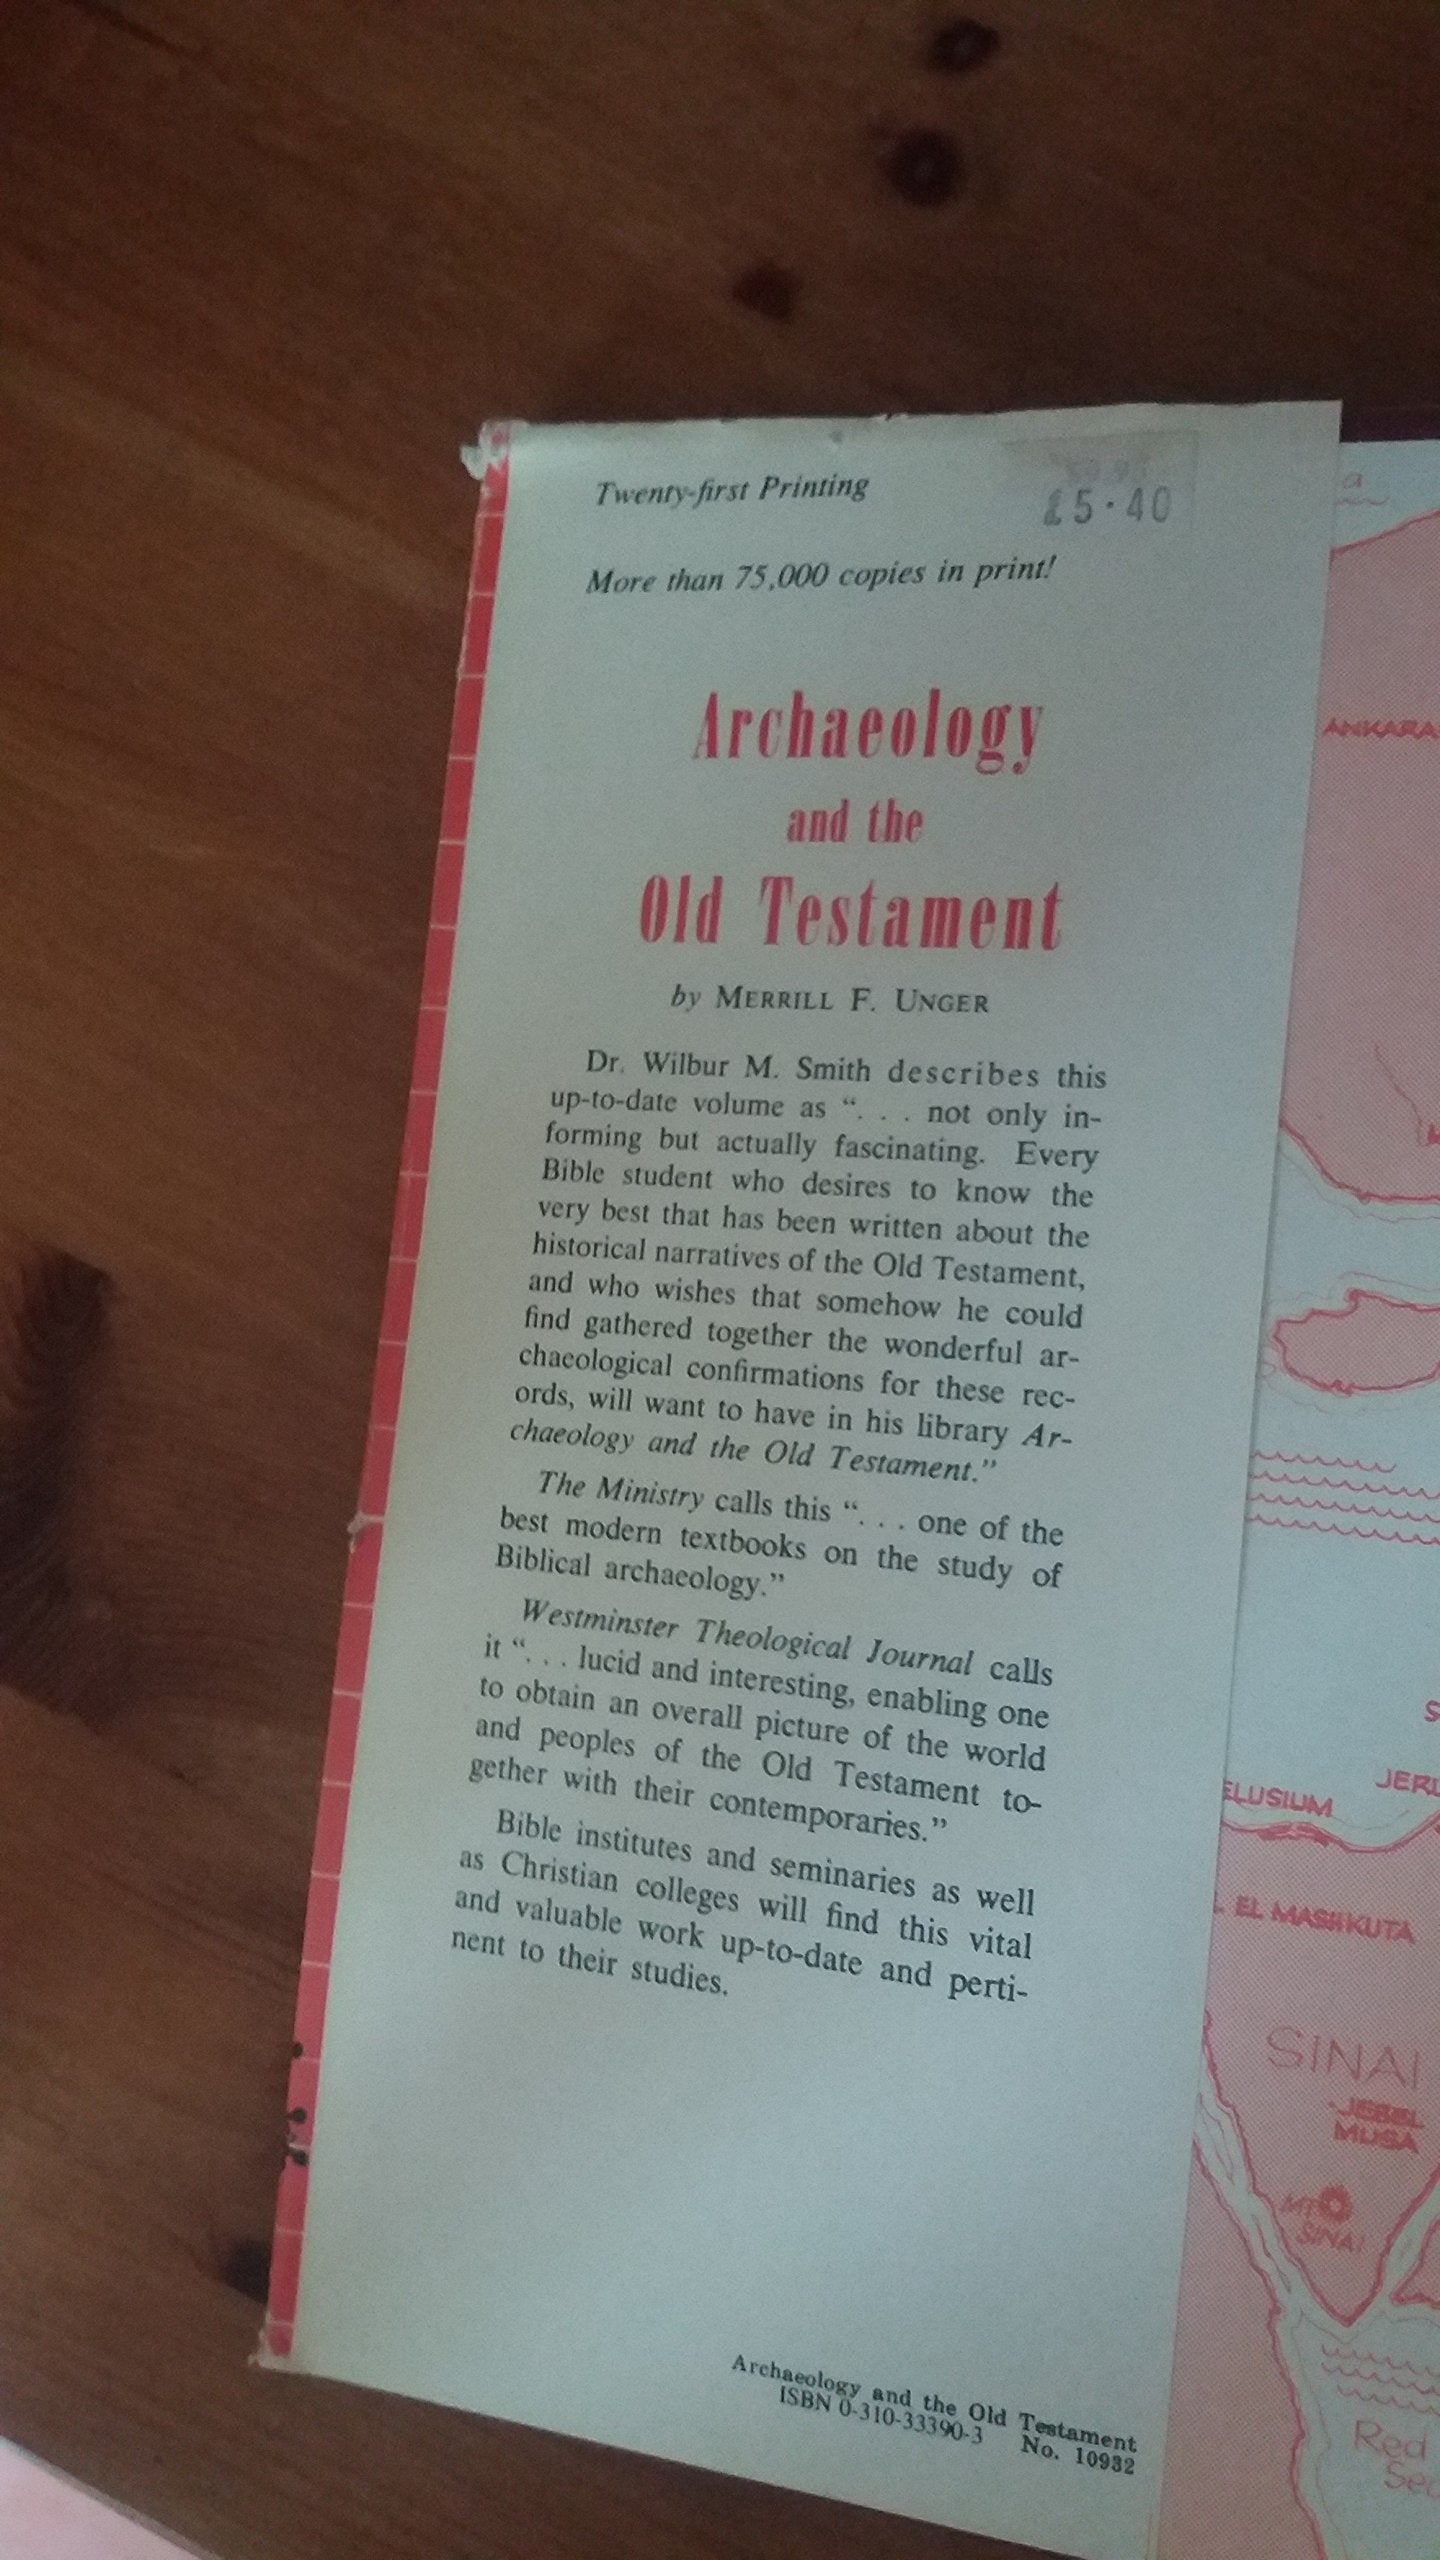 Twenty-first Printing
£5·40
More than 75,000 copies in print!
Archaeology
and the
Old Testament
by MERRILL F. UNGER
Dr. Wilbur M. Smith describes this
up-to-date volume as “. . . not only in-
forming but actually fascinating. Every
Bible student who desires to know the
very best that has been written about the
historical narratives of the Old Testament,
and who wishes that somehow he could
find gathered together the wonderful ar-
chaeological confirmations for these rec-
ords, will want to have in his library Ar-
chaeology and the Old Testament.”
The Ministry calls this “. . . one of the
best modern textbooks on the study of
Biblical archaeology.”
Westminster Theological Journal calls
it “. . . lucid and interesting, enabling one
to obtain an overall picture of the world
and peoples of the Old Testament to-
gether with their contemporaries.”
Bible institutes and seminaries as well
as Christian colleges will find this vital
and valuable work up-to-date and perti-
nent to their studies.
Archaeology and the Old Testament
ISBN 0-310-33390-3 No. 10932
a
ANKARA
ELUSIUM
JERU
EL MASHKUTA
SINAI
JEBEL
MUSA
MT
SINAI
Red
Sea